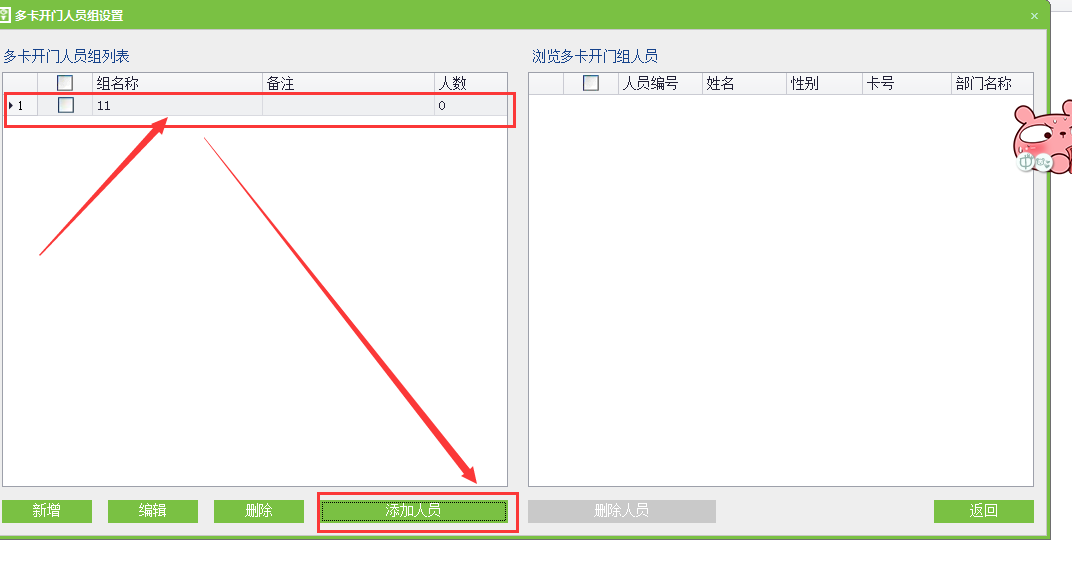 多卡开门人员组设置
多卡开门人员组列表
浏览多卡开门组人员
组名称 备注 人数
人员编号 姓名 性别 卡号 部门名称
1 11 0
中
新增 编辑 删除 添加人员 删除人员 返回